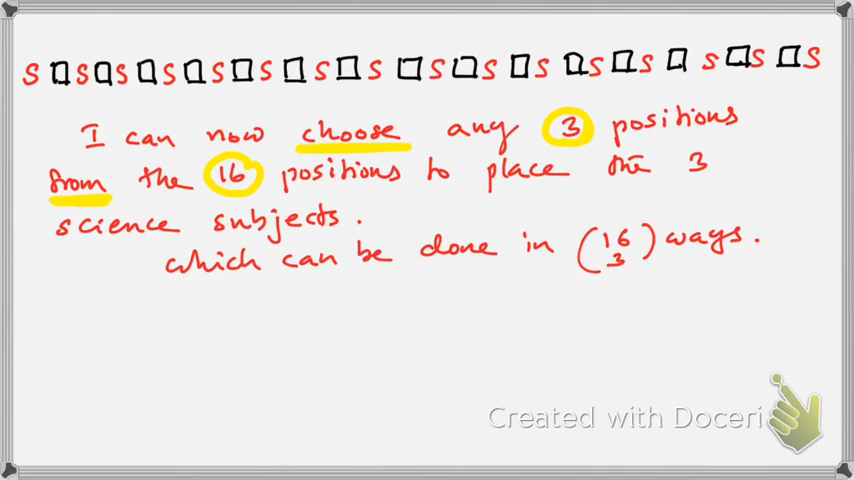 S □ S □ S □ S □ S □ S □ S □ S □ S □ S □ S □ S □ S □ S □ S □ S
I can now choose any 3 positions
from the 16 positions to place the 3
science subjects.
which can be done in (16 3) ways.
Created with Doceri